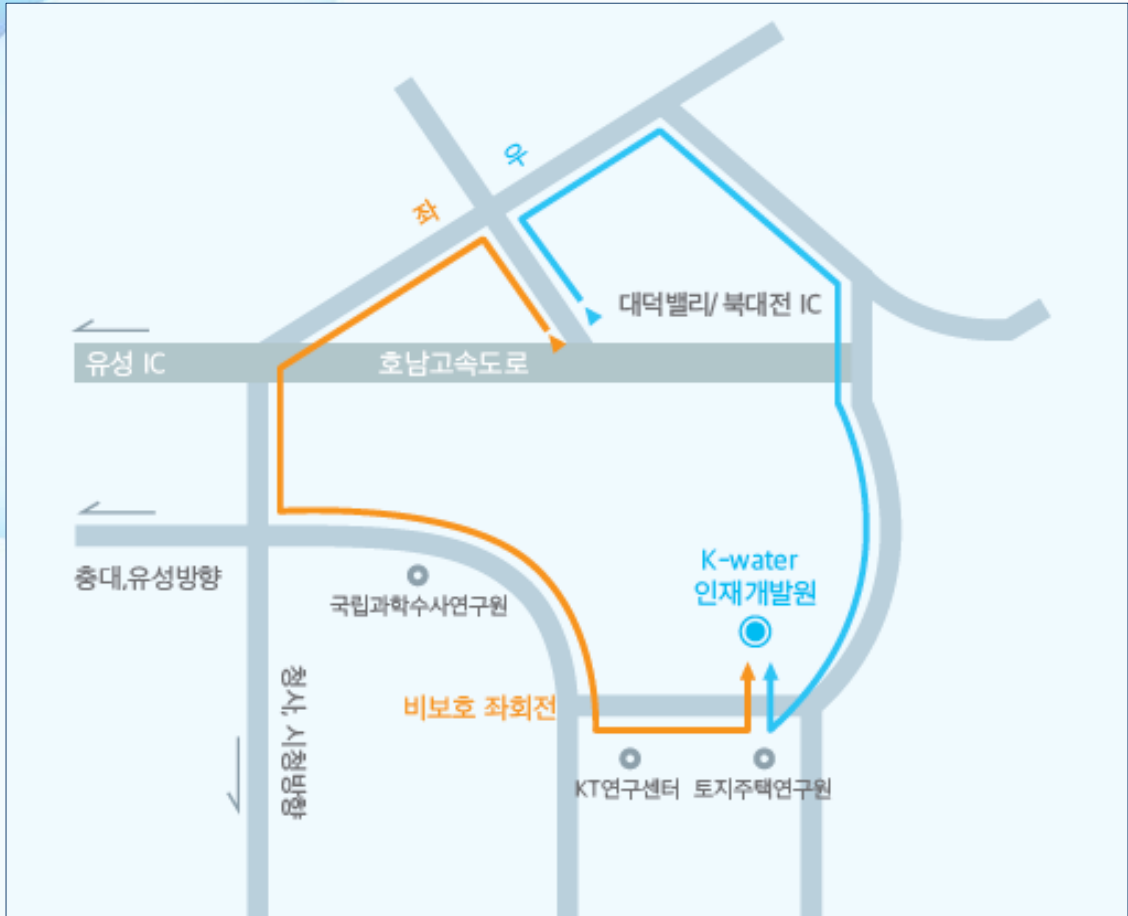 우
좌
대덕밸리/ 북대전 IC
유성 IC
호남고속도로
충대,유성방향
국립과학수사연구원
K-water
인재개발원
청사, 시청방향
비보호 좌회전
KT연구센터
토지주택연구원